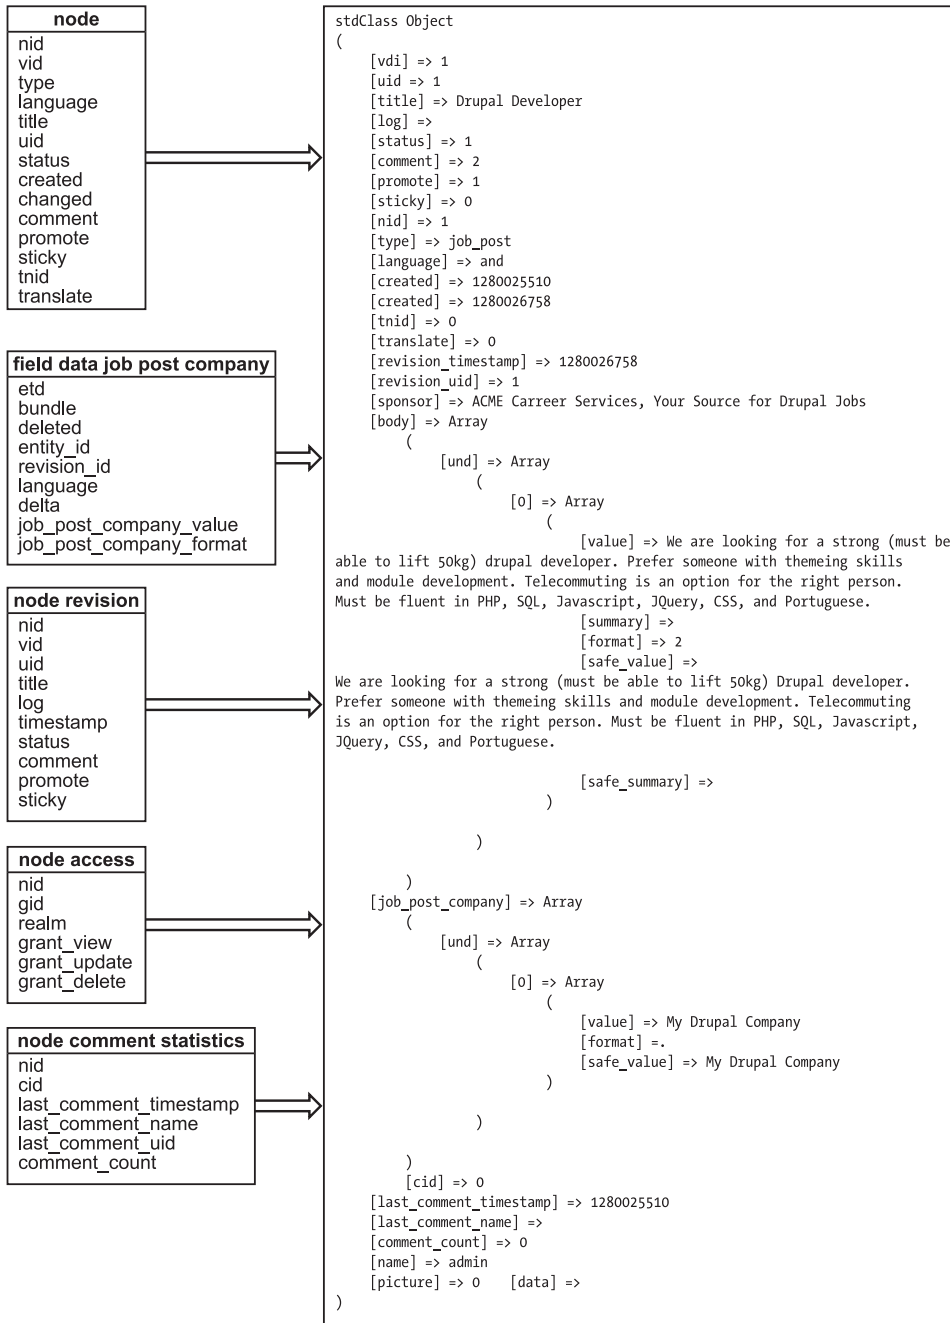 node
nid
vid
type
language
title
uid
status
created
changed
comment
promote
sticky
tnid
translate
field data job post company
etd
bundle
deleted
entity_id
revision_id
language
delta
job_post_company_value
job_post_company_format
node revision
nid
vid
uid
title
log
timestamp
status
comment
promote
sticky
node access
nid
gid
realm
grant_view
grant_update
grant_delete
node comment statistics
nid
cid
last_comment_timestamp
last_comment_name
last_comment_uid
comment_count
stdClass Object
(
[vdi] => 1
[uid => 1
[title] => Drupal Developer
[log] =>
[status] => 1
[comment] => 2
[promote] => 1
[sticky] => 0
[nid] => 1
[type] => job_post
[language] => and
[created] => 1280025510
[created] => 1280026758
[tnid] => 0
[translate] => 0
[revision_timestamp] => 1280026758
[revision_uid] => 1
[sponsor] => ACME Carreer Services, Your Source for Drupal Jobs
[body] => Array
(
[und] => Array
(
[0] => Array
(
[value] => We are looking for a strong (must be
able to lift 50kg) drupal developer. Prefer someone with themeing skills
and module development. Telecommuting is an option for the right person.
Must be fluent in PHP, SQL, Javascript, JQuery, CSS, and Portuguese.
[summary] =>
[format] => 2
[safe_value] =>
We are looking for a strong (must be able to lift 50kg) Drupal developer.
Prefer someone with themeing skills and module development. Telecommuting
is an option for the right person. Must be fluent in PHP, SQL, Javascript,
JQuery, CSS, and Portuguese.
[safe_summary] =>
)
)
)
[job_post_company] => Array
(
[und] => Array
(
[0] => Array
(
[value] => My Drupal Company
[format] =.
[safe_value] => My Drupal Company
)
)
)
[cid] => 0
[last_comment_timestamp] => 1280025510
[last_comment_name] =>
[comment_count] => 0
[name] => admin
[picture] => 0 [data] =>
)